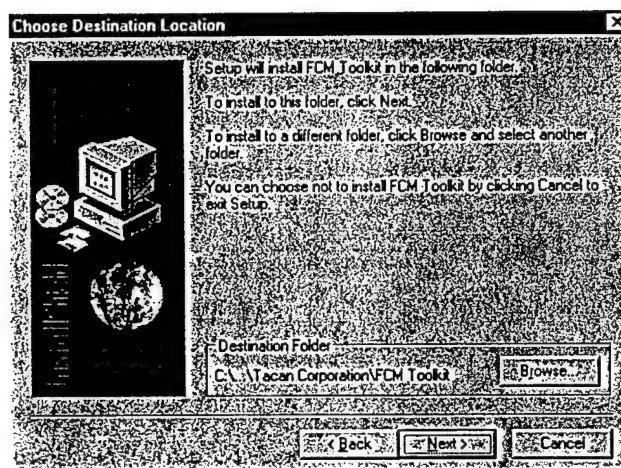 Choose Destination Location
Setup will install FCM Toolkit in the following folder.
To install to this folder, click Next.
To install to a different folder, click Browse and select another
folder.
You can choose not to install FCM Toolkit by clicking Cancel to
exit Setup.
Destination Folder
C:\...\Tacan Corporation\FCM Toolkit
Browse...
< Back
Next >
Cancel